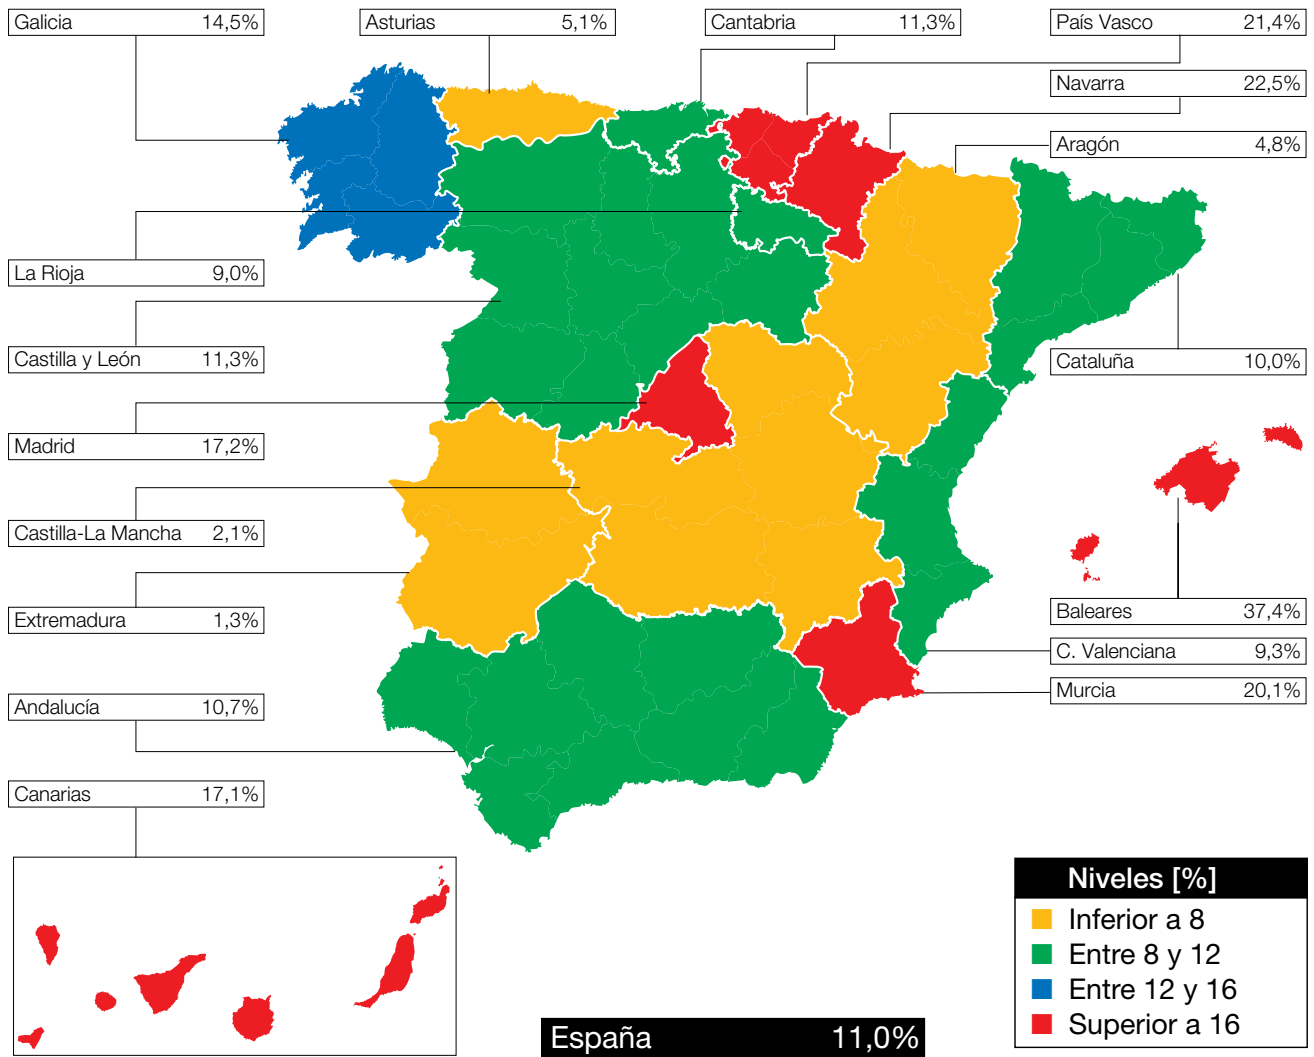 Galicia 14,5%
Asturias 5,1%
Cantabria 11,3%
País Vasco 21,4%
Navarra 22,5%
Aragón 4,8%
La Rioja 9,0%
Castilla y León 11,3%
Cataluña 10,0%
Madrid 17,2%
Castilla-La Mancha 2,1%
Extremadura 1,3%
Baleares 37,4%
C. Valenciana 9,3%
Murcia 20,1%
Andalucía 10,7%
Canarias 17,1%
Niveles [%]
Inferior a 8
Entre 8 y 12
Entre 12 y 16
Superior a 16
España 11,0%